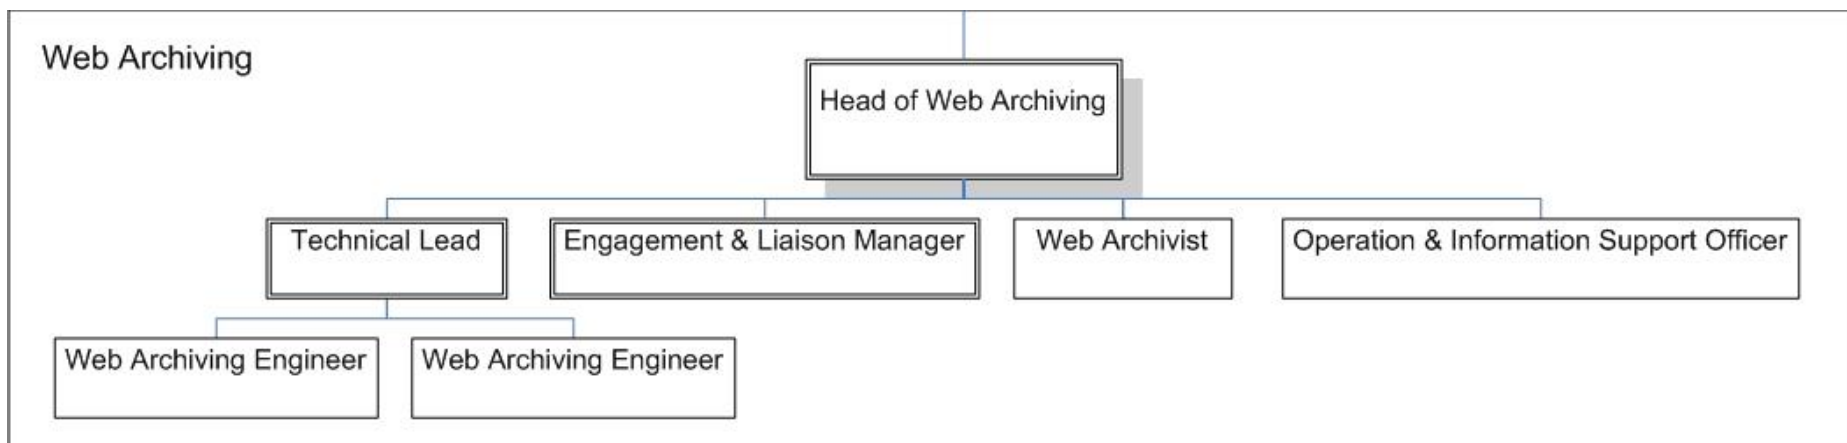 Web Archiving
Head of Web Archiving
Technical Lead
Engagement & Liaison Manager
Web Archivist
Operation & Information Support Officer
Web Archiving Engineer
Web Archiving Engineer